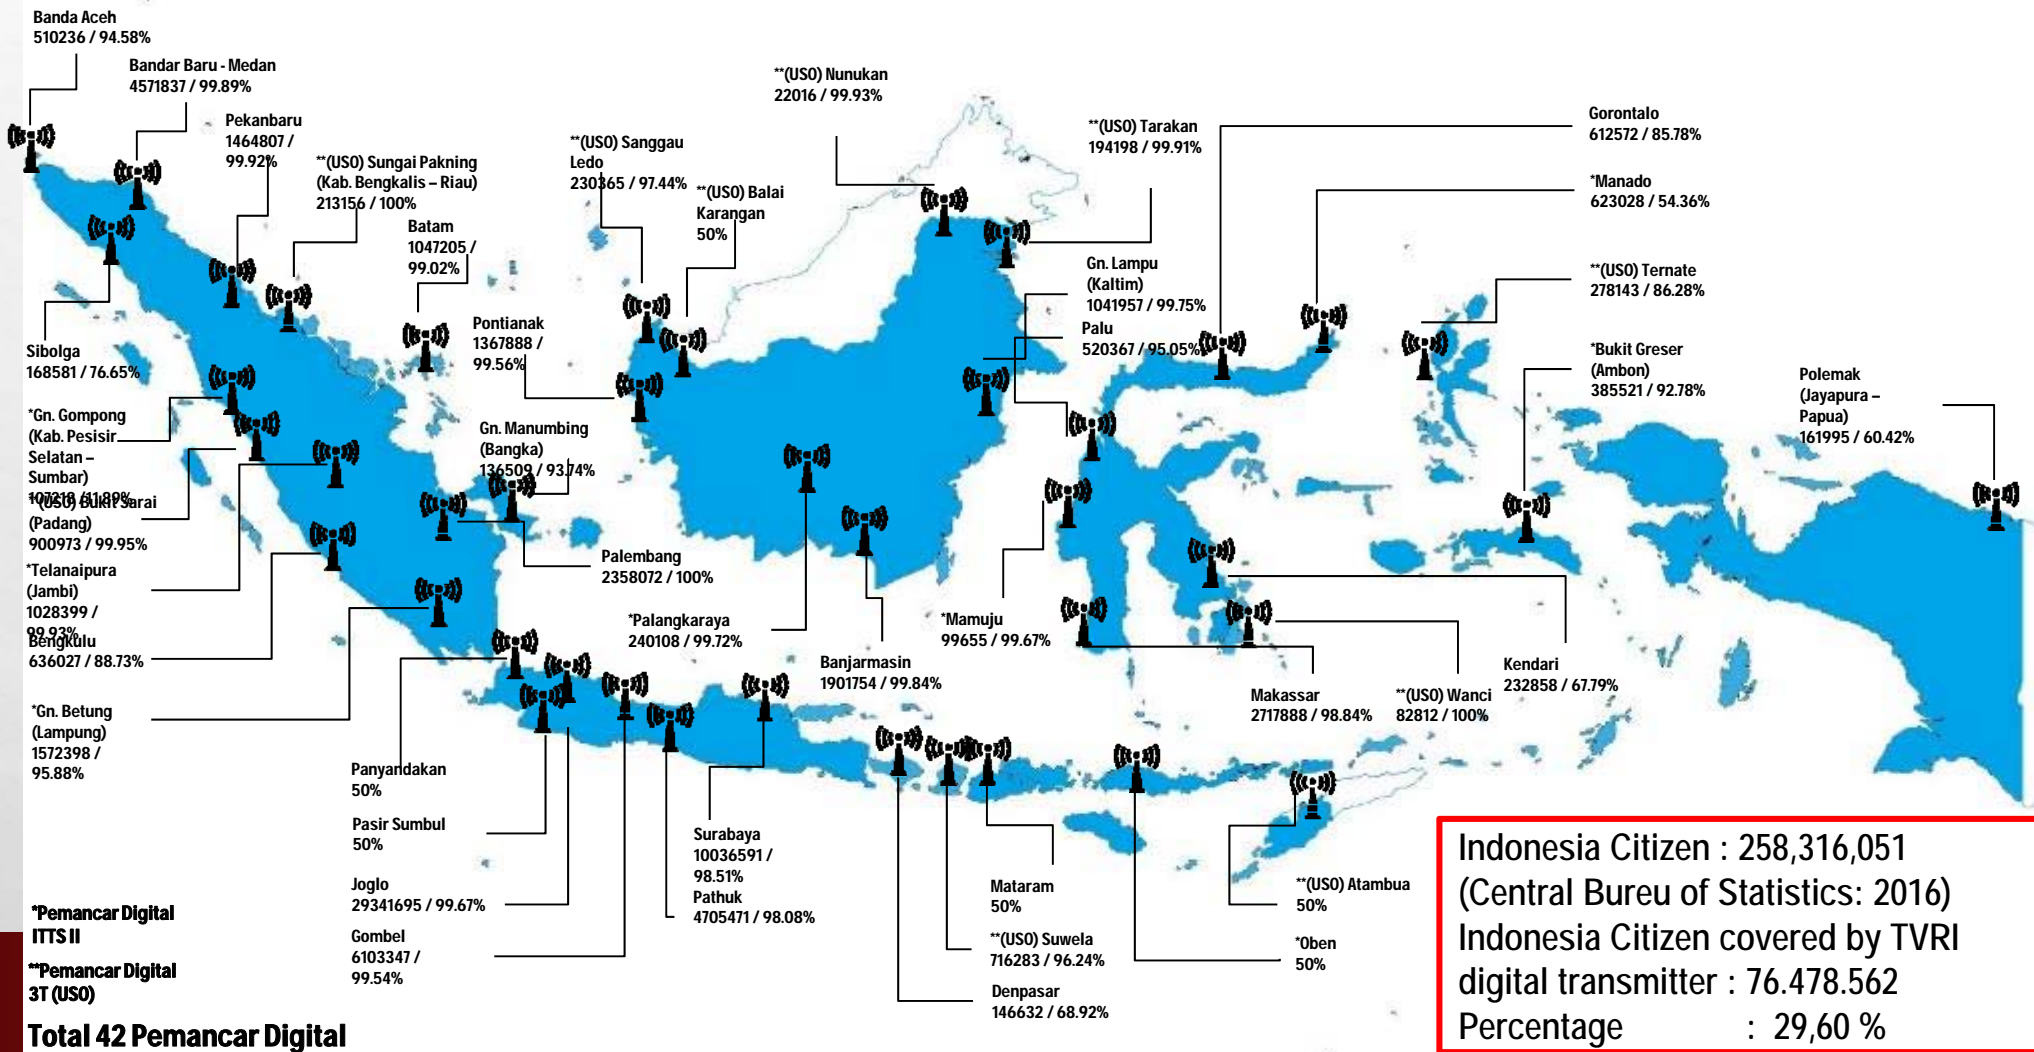 Banda Aceh
510236 / 94.58%
Bandar Baru - Medan
4571837 / 99.89%
Pekanbaru
1464807 /
99.92%
**(USO) Sungai Pakning
(Kab. Bengkalis – Riau)
213156 / 100%
Batam
1047205 /
99.02%
**(USO) Sanggau
Ledo
230365 / 97.44%
**(USO) Balai
Karangan
50%
**(USO) Nunukan
22016 / 99.93%
**(USO) Tarakan
194198 / 99.91%
Gn. Lampu
(Kaltim)
1041957 / 99.75%
Palu
520367 / 95.05%
Gorontalo
612572 / 85.78%
*Manado
623028 / 54.36%
**(USO) Ternate
278143 / 86.28%
*Bukit Greser
(Ambon)
385521 / 92.78%
Polemak
(Jayapura –
Papua)
161995 / 60.42%
Sibolga
168581 / 76.65%
*Gn. Gompong
(Kab. Pesisir
Selatan –
Sumbar)
107218 /11.89%
*(USO) Bukit Sarai
(Padang)
900973 / 99.95%
*Telanaipura
(Jambi)
1028399 /
99.93%
Bengkulu
636027 / 88.73%
*Gn. Betung
(Lampung)
1572398 /
95.88%
Pontianak
1367888 /
99.56%
Gn. Manumbing
(Bangka)
136509 / 93.74%
Palembang
2358072 / 100%
*Palangkaraya
240108 / 99.72%
Banjarmasin
1901754 / 99.84%
*Mamuju
99655 / 99.67%
Makassar
2717888 / 98.84%
**(USO) Wanci
82812 / 100%
Kendari
232858 / 67.79%
Panyandakan
50%
Pasir Sumbul
50%
Joglo
29341695 / 99.67%
Gombel
6103347 /
99.54%
Surabaya
10036591 /
98.51%
Pathuk
4705471 / 98.08%
Mataram
50%
**(USO) Suwela
716283 / 96.24%
Denpasar
146632 / 68.92%
**(USO) Atambua
50%
*Oben
50%
*Pemancar Digital
ITTS II
**Pemancar Digital
3T (USO)
Total 42 Pemancar Digital
Indonesia Citizen : 258,316,051
(Central Bureu of Statistics: 2016)
Indonesia Citizen covered by TVRI
digital transmitter : 76.478.562
Percentage : 29,60 %